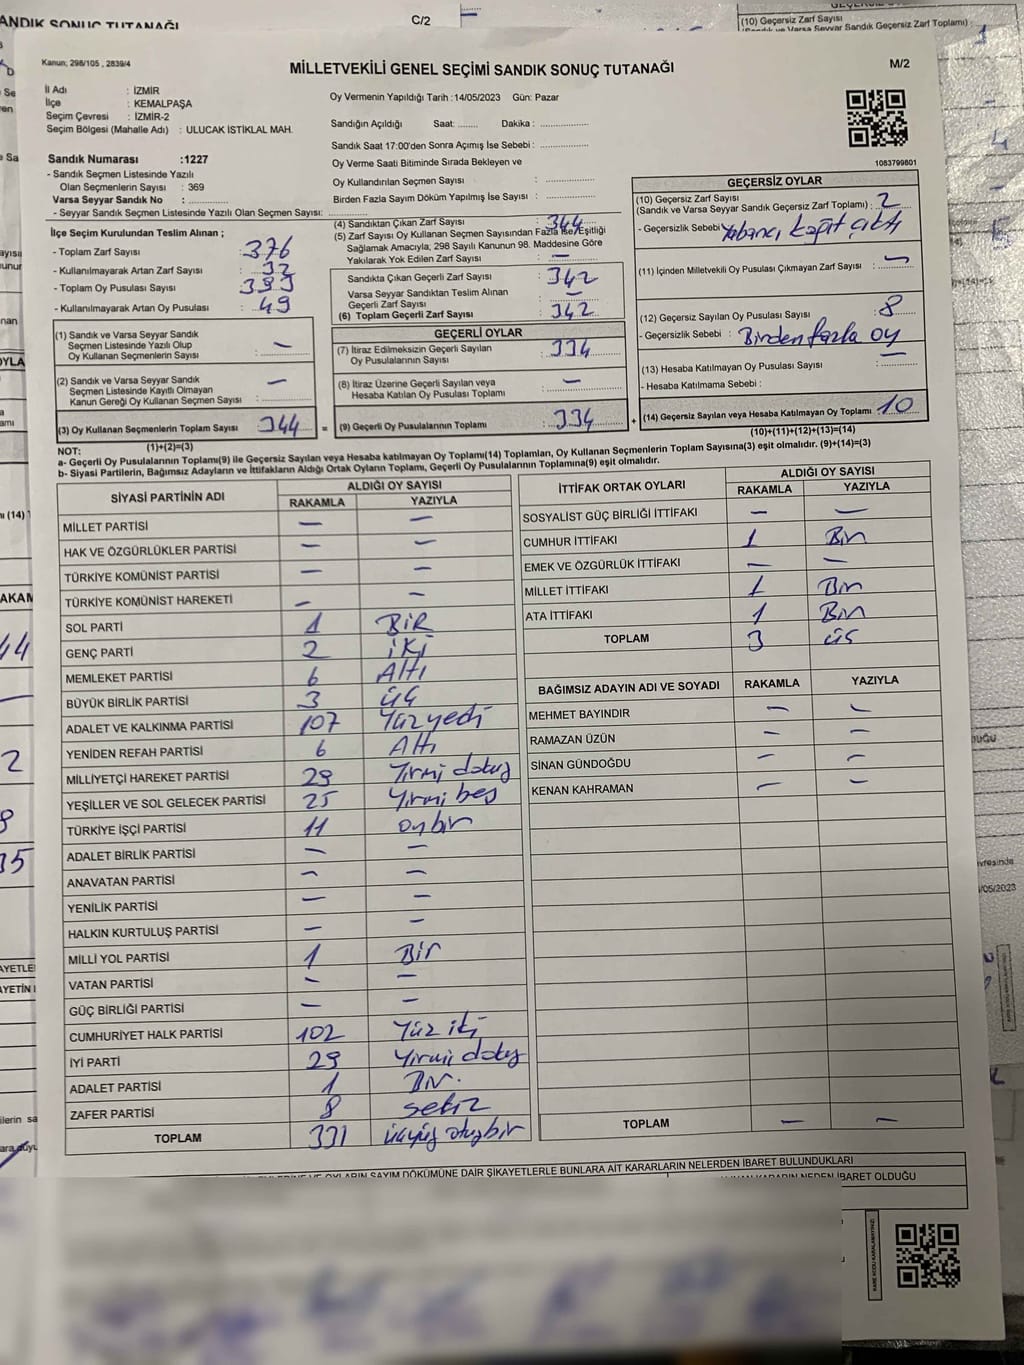 ANDIK SONUÇ TUTANAĞI
C/2
(10) Geçersiz Zarf Sayısı
Kanun; 298/105 , 2839/4
MİLLETVEKİLİ GENEL SEÇİMİ SANDIK SONUÇ TUTANAĞI
M/2
İl Adı : İZMİR
İlçe : KEMALPAŞA
Seçim Çevresi : İZMİR-2
Seçim Bölgesi (Mahalle Adı) : ULUCAK İSTİKLAL MAH.
Oy Vermenin Yapıldığı Tarih : 14/05/2023 Gün: Pazar
Sandığın Açıldığı Saat: ........ Dakika : ....................
Sandık Saat 17:00'den Sonra Açımış İse Sebebi : ....................
Oy Verme Saati Bitiminde Sırada Bekleyen ve
Oy Kullandırılan Seçmen Sayısı : ....................
Birden Fazla Sayım Döküm Yapılmış İse Sayısı : ....................
1083799801
Sandık Numarası :1227
- Sandık Seçmen Listesinde Yazılı
Olan Seçmenlerin Sayısı : 369
Varsa Seyyar Sandık No : ..............
- Seyyar Sandık Seçmen Listesinde Yazılı Olan Seçmen Sayısı: ....................
İlçe Seçim Kurulundan Teslim Alınan ;
- Toplam Zarf Sayısı : 376
- Kullanılmayarak Artan Zarf Sayısı : 32
- Toplam Oy Pusulası Sayısı : 393
- Kullanılmayarak Artan Oy Pusulası : 49
(1) Sandık ve Varsa Seyyar Sandık
Seçmen Listesinde Yazılı Olup
Oy Kullanan Seçmenlerin Sayısı : —
(2) Sandık ve Varsa Seyyar Sandık
Seçmen Listesinde Kayıtlı Olmayan
Kanun Gereği Oy Kullanan Seçmen Sayısı : —
(3) Oy Kullanan Seçmenlerin Toplam Sayısı : 344 =
(1)+(2)=(3)
(4) Sandıktan Çıkan Zarf Sayısı : 344
(5) Zarf Sayısı Oy Kullanan Seçmen Sayısından Fazla İse, Eşitliği
Sağlamak Amacıyla; 298 Sayılı Kanunun 98. Maddesine Göre
Yakılarak Yok Edilen Zarf Sayısı : —
Sandıkta Çıkan Geçerli Zarf Sayısı : 342
Varsa Seyyar Sandıktan Teslim Alınan
Geçerli Zarf Sayısı : —
(6) Toplam Geçerli Zarf Sayısı : 342
GEÇERLİ OYLAR
(7) İtiraz Edilmeksizin Geçerli Sayılan
Oy Pusulalarının Sayısı : 334
(8) İtiraz Üzerine Geçerli Sayılan veya
Hesaba Katılan Oy Pusulası Toplamı : —
(9) Geçerli Oy Pusulalarının Toplamı : 334 +
GEÇERSİZ OYLAR
(10) Geçersiz Zarf Sayısı
(Sandık ve Varsa Seyyar Sandık Geçersiz Zarf Toplamı) : 2
- Geçersizlik Sebebi : Yabancı kağıt çıktı
(11) İçinden Milletvekili Oy Pusulası Çıkmayan Zarf Sayısı : —
(12) Geçersiz Sayılan Oy Pusulası Sayısı : 8
- Geçersizlik Sebebi : Birden fazla oy
(13) Hesaba Katılmayan Oy Pusulası Sayısı : —
- Hesaba Katılmama Sebebi :
(14) Geçersiz Sayılan veya Hesaba Katılmayan Oy Toplamı : 10
(10)+(11)+(12)+(13)=(14)
NOT:
a- Geçerli Oy Pusulalarının Toplamı(9) ile Geçersiz Sayılan veya Hesaba katılmayan Oy Toplamı(14) Toplamları, Oy Kullanan Seçmenlerin Toplam Sayısına(3) eşit olmalıdır. (9)+(14)=(3)
b- Siyasi Partilerin, Bağımsız Adayların ve İttifakların Aldığı Ortak Oyların Toplamı, Geçerli Oy Pusulalarının Toplamına(9) eşit olmalıdır.
SİYASİ PARTİNİN ADI ALDIĞI OY SAYISI
RAKAMLA YAZIYLA
MİLLET PARTİSİ — —
HAK VE ÖZGÜRLÜKLER PARTİSİ — —
TÜRKİYE KOMÜNİST PARTİSİ — —
TÜRKİYE KOMÜNİST HAREKETİ — —
SOL PARTİ 1 BİR
GENÇ PARTİ 2 iki
MEMLEKET PARTİSİ 6 Altı
BÜYÜK BİRLİK PARTİSİ 3 üç
ADALET VE KALKINMA PARTİSİ 107 Yüzyedi
YENİDEN REFAH PARTİSİ 6 Altı
MİLLİYETÇİ HAREKET PARTİSİ 29 Yirmi dokuz
YEŞİLLER VE SOL GELECEK PARTİSİ 25 Yirmi beş
TÜRKİYE İŞÇİ PARTİSİ 11 onbir
ADALET BİRLİK PARTİSİ — —
ANAVATAN PARTİSİ — —
YENİLİK PARTİSİ — —
HALKIN KURTULUŞ PARTİSİ — —
MİLLİ YOL PARTİSİ 1 Bir
VATAN PARTİSİ — —
GÜÇ BİRLİĞİ PARTİSİ — —
CUMHURİYET HALK PARTİSİ 102 Yüz iki
İYİ PARTİ 29 Yirmi dokuz
ADALET PARTİSİ 1 Bir.
ZAFER PARTİSİ 8 sekiz
TOPLAM 331 üçyüz otuzbir
İTTİFAK ORTAK OYLARI ALDIĞI OY SAYISI
RAKAMLA YAZIYLA
SOSYALİST GÜÇ BİRLİĞİ İTTİFAKI — —
CUMHUR İTTİFAKI 1 Bir
EMEK VE ÖZGÜRLÜK İTTİFAKI — —
MİLLET İTTİFAKI 1 Bir
ATA İTTİFAKI 1 Bir
TOPLAM 3 üç
BAĞIMSIZ ADAYIN ADI VE SOYADI RAKAMLA YAZIYLA
MEHMET BAYINDIR — —
RAMAZAN ÜZÜN — —
SİNAN GÜNDOĞDU — —
KENAN KAHRAMAN — —
TOPLAM — —
OYLARIN SAYIM DÖKÜMÜNE DAİR ŞİKAYETLERLE BUNLARA AİT KARARLARIN NELERDEN İBARET BULUNDUKLARI
KARARIN NEDEN İBARET OLDUĞU